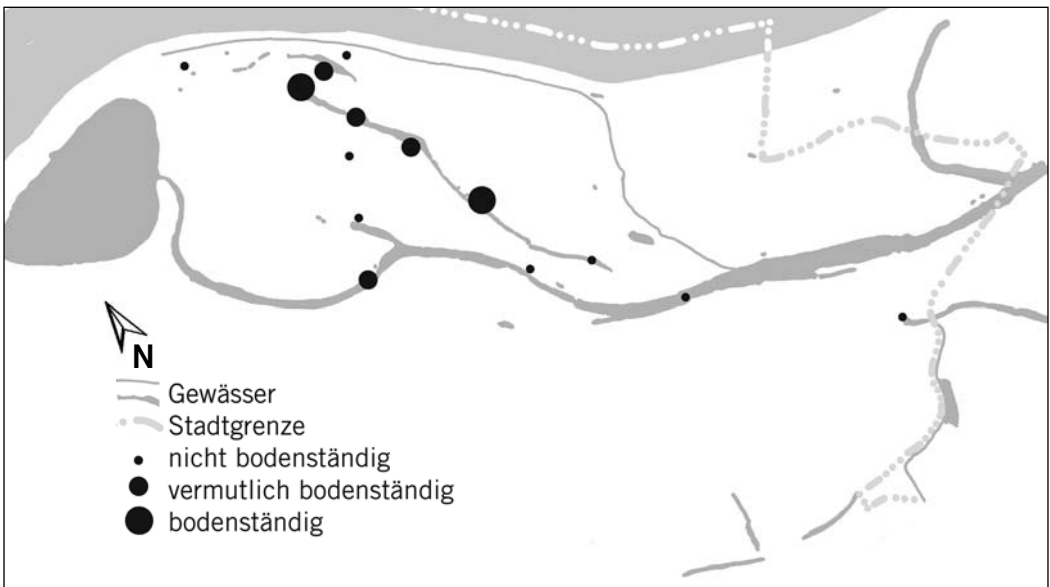 N
Gewässer
Stadtgrenze
nicht bodenständig
vermutlich bodenständig
bodenständig